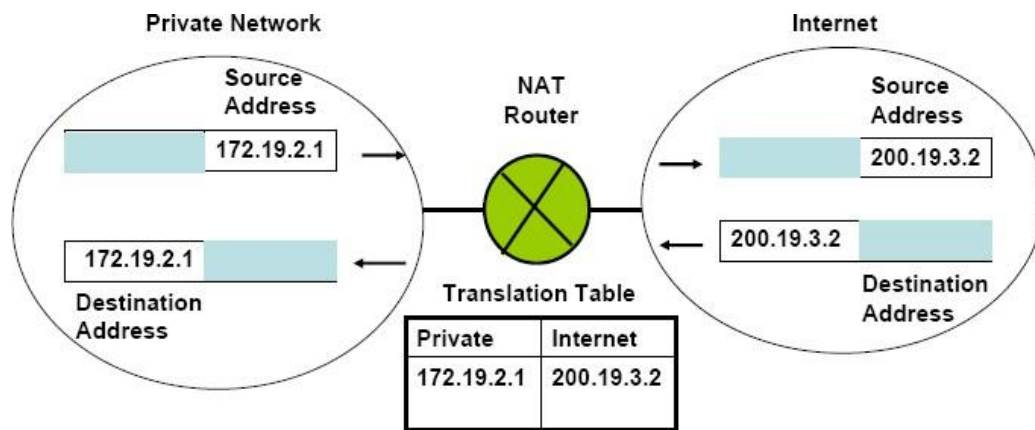 Private Network
Internet
Source
Address
172.19.2.1
NAT
Router
Source
Address
200.19.3.2
172.19.2.1
Destination
Address
200.19.3.2
Destination
Address
Translation Table
Private Internet
172.19.2.1 200.19.3.2